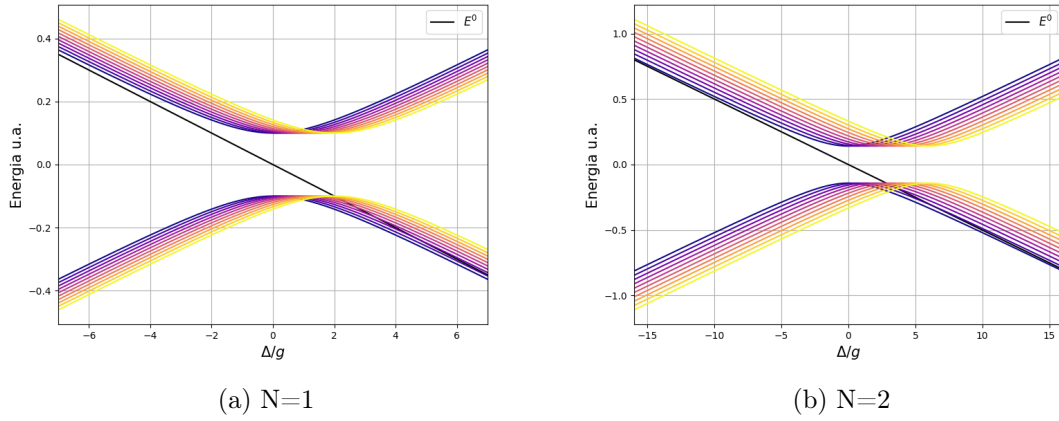 E⁰
0.4
0.2
0.0
−0.2
−0.4
Energia u.a.
−6 −4 −2 0 2 4 6
Δ/g
(a) N=1
E⁰
1.0
0.5
0.0
−0.5
−1.0
Energia u.a.
−15 −10 −5 0 5 10 15
Δ/g
(b) N=2